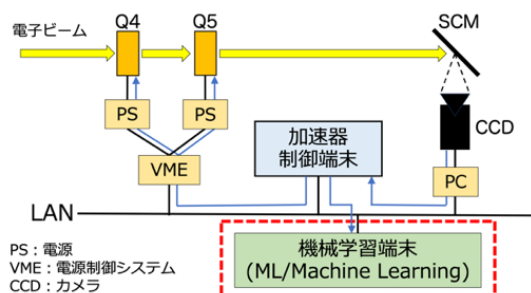 電子ビーム
Q4
Q5
SCM
PS
PS
CCD
加速器
制御端末
VME
PC
LAN
機械学習端末
(ML/Machine Learning)
PS：電源
VME：電源制御システム
CCD：カメラ